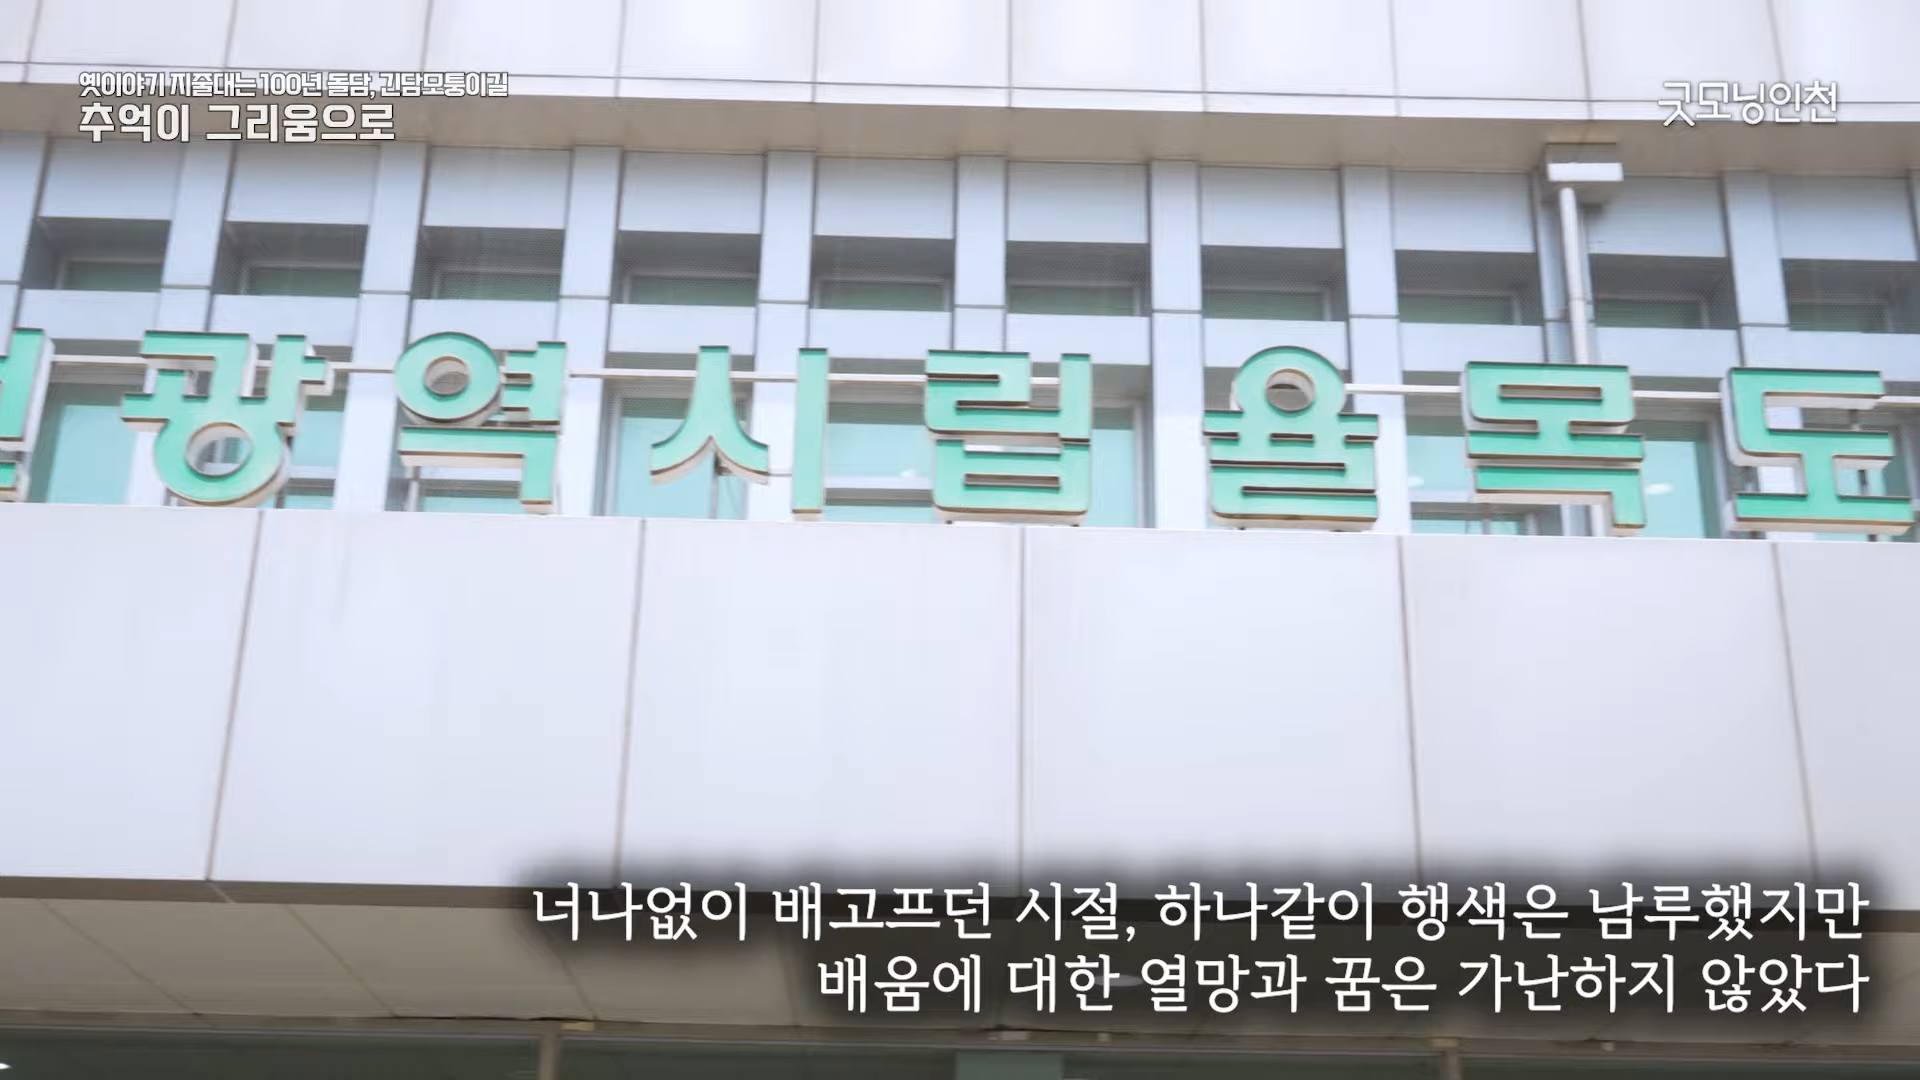 옛이야기 지줄대는 100년 돌담, 긴담모퉁이길
추억이 그리움으로
굿모닝인천
광역시립율목도
너나없이 배고프던 시절, 하나같이 행색은 남루했지만
배움에 대한 열망과 꿈은 가난하지 않았다